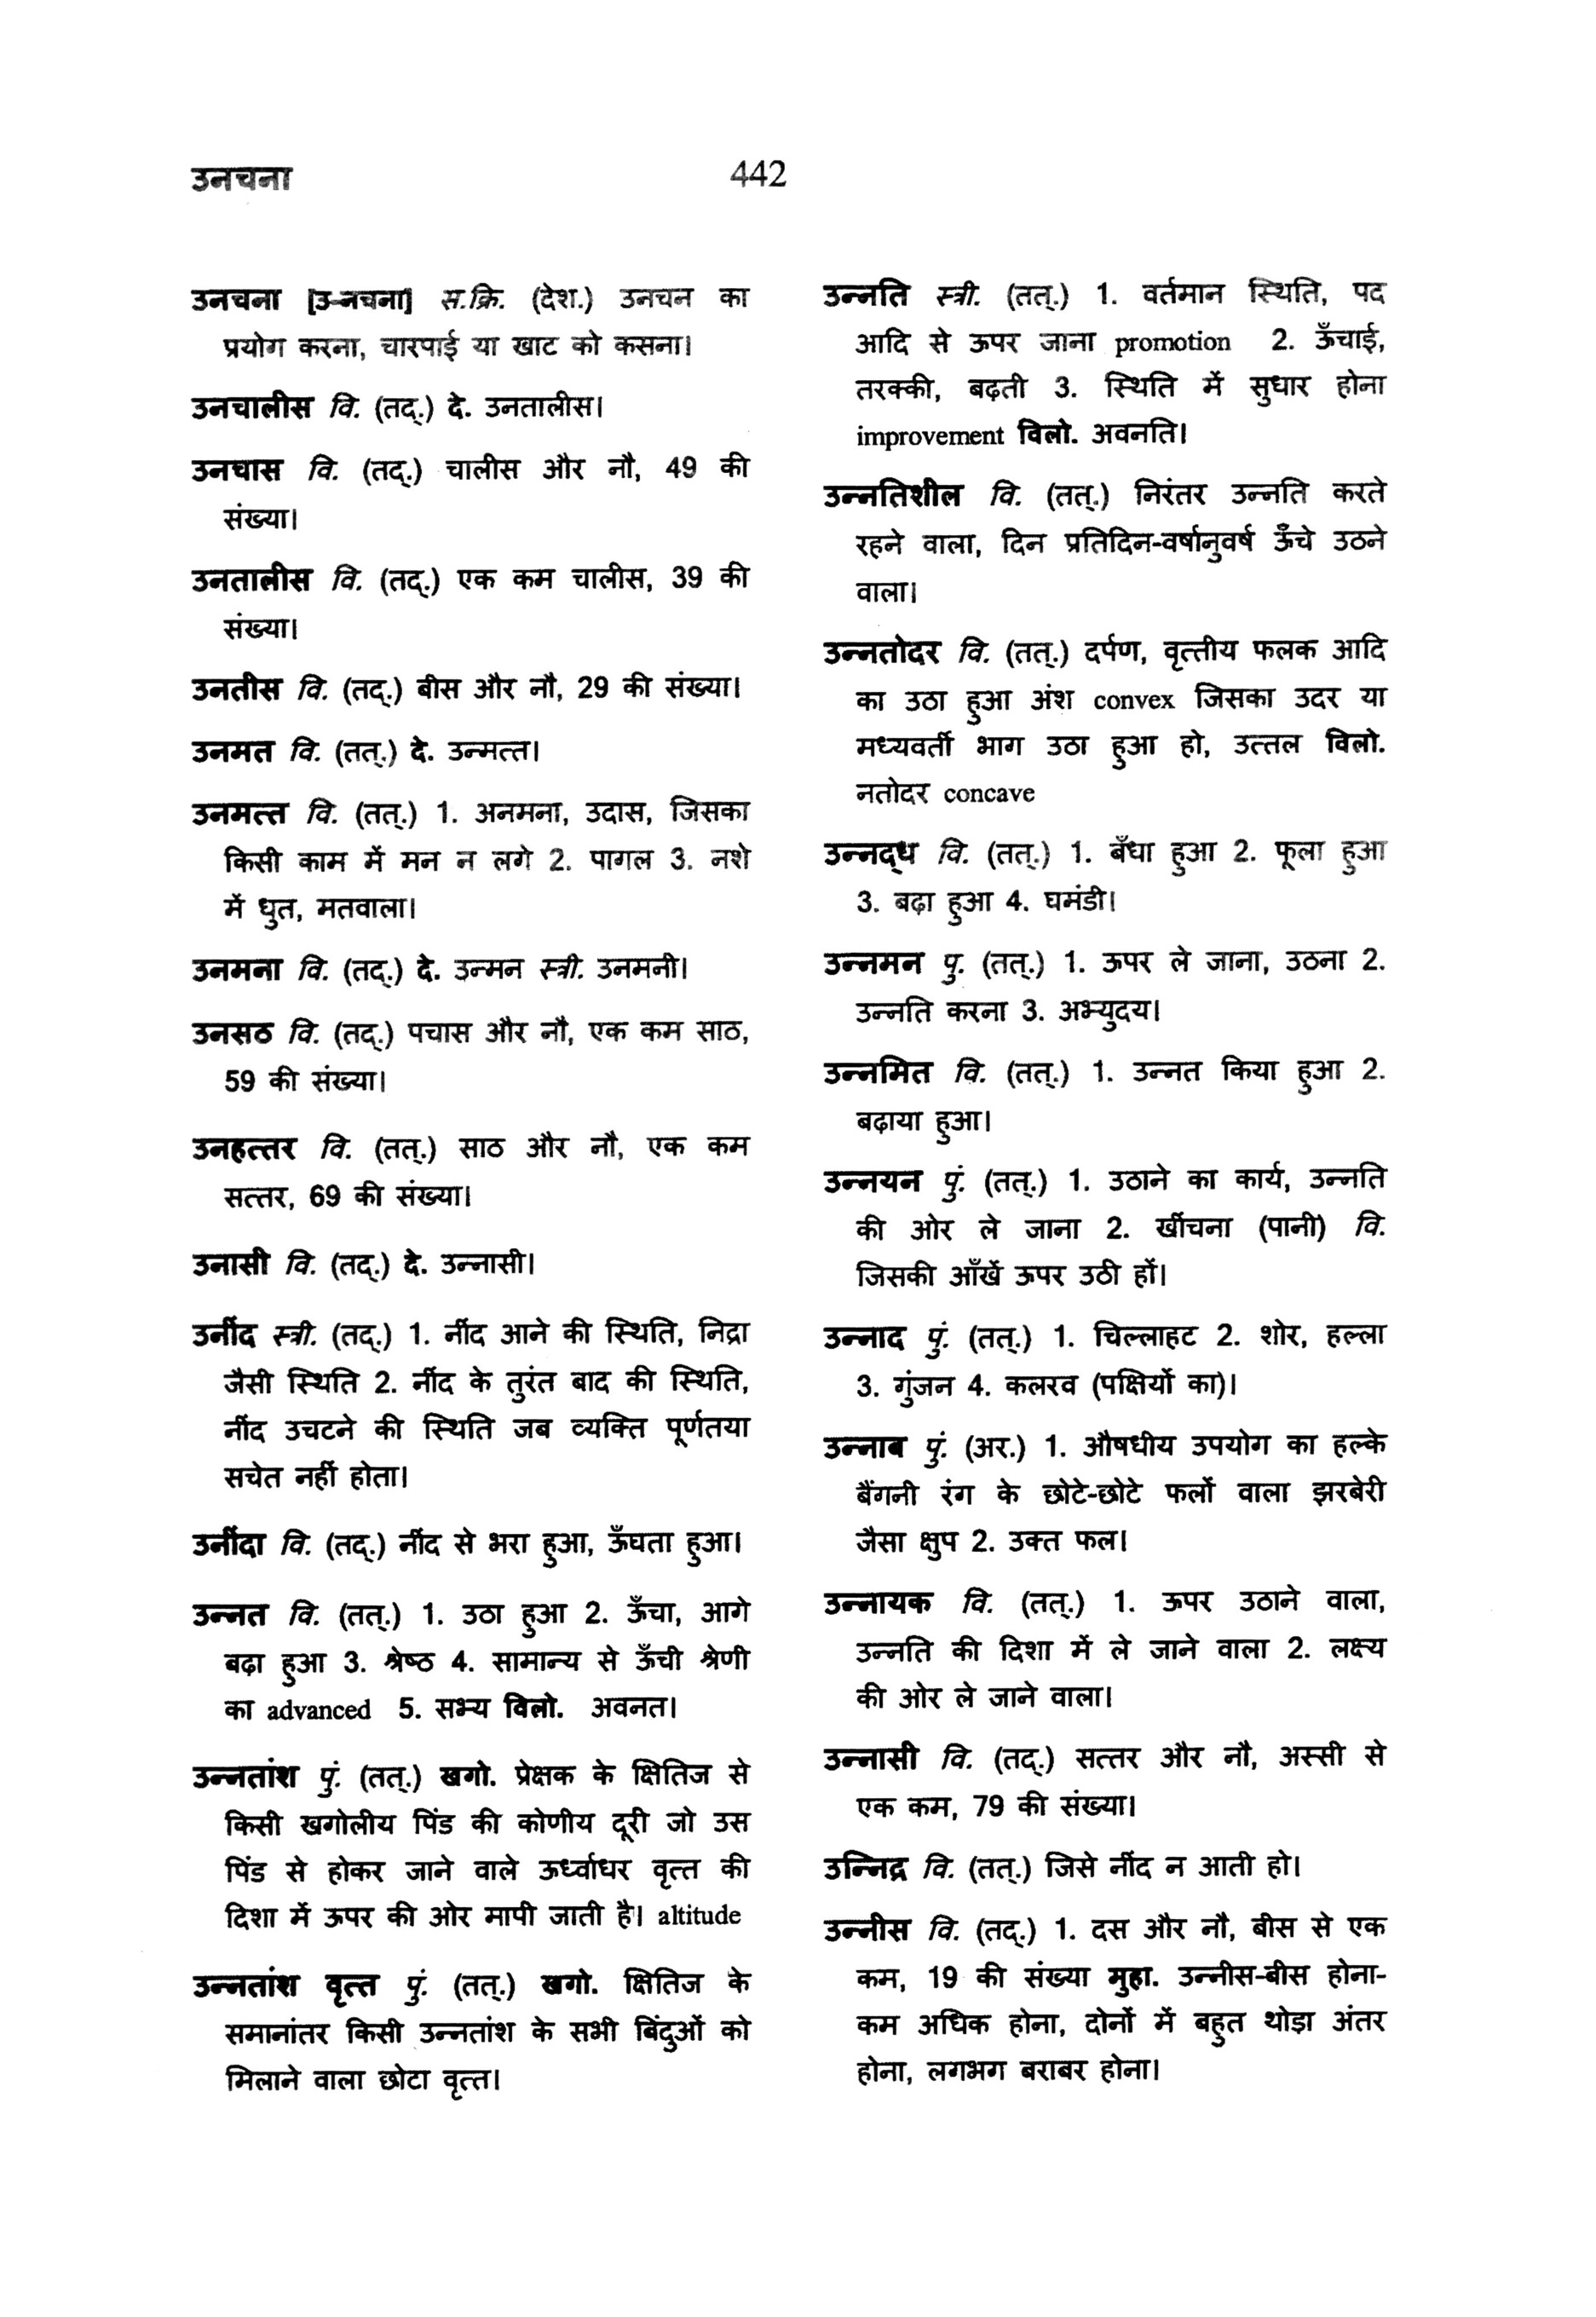 उनचना
442
उनचना [उ-नचना] स.क्रि. (देश.) उनचन का
प्रयोग करना, चारपाई या खाट को कसना।
उनचालीस वि. (तद्.) दे. उनतालीस।
उनचास वि. (तद्.) चालीस और नौ, 49 की
संख्या।
उनतालीस वि. (तद्.) एक कम चालीस, 39 की
संख्या।
उनतीस वि. (तद्.) बीस और नौ, 29 की संख्या।
उनमत वि. (तत्.) दे. उन्मत्त।
उनमत्त वि. (तत्.) 1. अनमना, उदास, जिसका
किसी काम में मन न लगे 2. पागल 3. नशे
में धुत, मतवाला।
उनमना वि. (तद्.) दे. उन्मन स्त्री. उनमनी।
उनसठ वि. (तद्.) पचास और नौ, एक कम साठ,
59 की संख्या।
उनहत्तर वि. (तत्.) साठ और नौ, एक कम
सत्तर, 69 की संख्या।
उनासी वि. (तद्.) दे. उन्नासी।
उनींद स्त्री. (तद्.) 1. नींद आने की स्थिति, निद्रा
जैसी स्थिति 2. नींद के तुरंत बाद की स्थिति,
नींद उचटने की स्थिति जब व्यक्ति पूर्णतया
सचेत नहीं होता।
उनींदा वि. (तद्.) नींद से भरा हुआ, ऊँघता हुआ।
उन्नत वि. (तत्.) 1. उठा हुआ 2. ऊँचा, आगे
बढ़ा हुआ 3. श्रेष्ठ 4. सामान्य से ऊँची श्रेणी
का advanced 5. सभ्य विलो. अवनत।
उन्नतांश पुं. (तत्.) खगो. प्रेक्षक के क्षितिज से
किसी खगोलीय पिंड की कोणीय दूरी जो उस
पिंड से होकर जाने वाले ऊर्ध्वाधर वृत्त की
दिशा में ऊपर की ओर मापी जाती है। altitude
उन्नतांश वृत्त पुं. (तत्.) खगो. क्षितिज के
समानांतर किसी उन्नतांश के सभी बिंदुओं को
मिलाने वाला छोटा वृत्त।
उन्नति स्त्री. (तत्.) 1. वर्तमान स्थिति, पद
आदि से ऊपर जाना promotion 2. ऊँचाई,
तरक्की, बढ़ती 3. स्थिति में सुधार होना
improvement विलो. अवनति।
उन्नतिशील वि. (तत्.) निरंतर उन्नति करते
रहने वाला, दिन प्रतिदिन-वर्षानुवर्ष ऊँचे उठने
वाला।
उन्नतोदर वि. (तत्.) दर्पण, वृत्तीय फलक आदि
का उठा हुआ अंश convex जिसका उदर या
मध्यवर्ती भाग उठा हुआ हो, उत्तल विलो.
नतोदर concave
उन्नद्ध वि. (तत्.) 1. बँधा हुआ 2. फूला हुआ
3. बढ़ा हुआ 4. घमंडी।
उन्नमन पु. (तत्.) 1. ऊपर ले जाना, उठना 2.
उन्नति करना 3. अभ्युदय।
उन्नमित वि. (तत्.) 1. उन्नत किया हुआ 2.
बढ़ाया हुआ।
उन्नयन पुं. (तत्.) 1. उठाने का कार्य, उन्नति
की ओर ले जाना 2. खींचना (पानी) वि.
जिसकी आँखें ऊपर उठी हों।
उन्नाद पुं. (तत्.) 1. चिल्लाहट 2. शोर, हल्ला
3. गुंजन 4. कलरव (पक्षियों का)।
उन्नाब पुं. (अर.) 1. औषधीय उपयोग का हल्के
बैंगनी रंग के छोटे-छोटे फलों वाला झरबेरी
जैसा क्षुप 2. उक्त फल।
उन्नायक वि. (तत्.) 1. ऊपर उठाने वाला,
उन्नति की दिशा में ले जाने वाला 2. लक्ष्य
की ओर ले जाने वाला।
उन्नासी वि. (तद्.) सत्तर और नौ, अस्सी से
एक कम, 79 की संख्या।
उन्निद्र वि. (तत्.) जिसे नींद न आती हो।
उन्नीस वि. (तद्.) 1. दस और नौ, बीस से एक
कम, 19 की संख्या मुहा. उन्नीस-बीस होना-
कम अधिक होना, दोनों में बहुत थोड़ा अंतर
होना, लगभग बराबर होना।